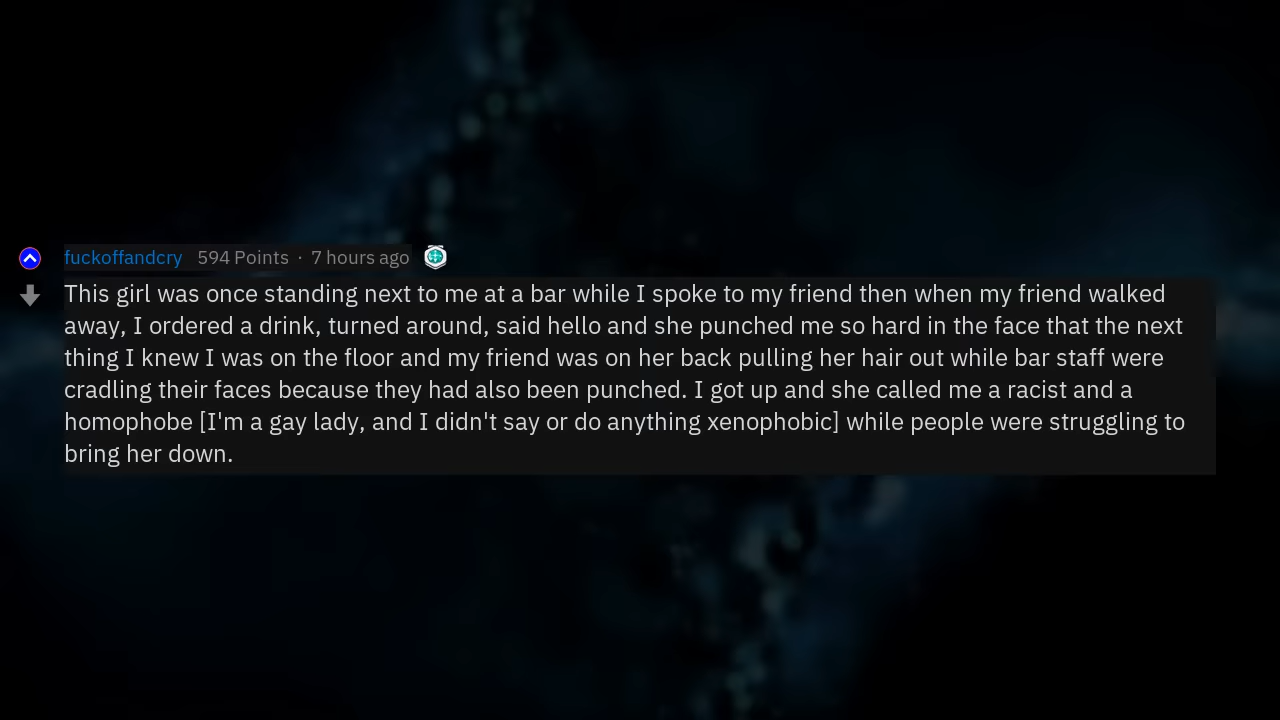 fuckoffandcry 594 Points · 7 hours ago
This girl was once standing next to me at a bar while I spoke to my friend then when my friend walked
away, I ordered a drink, turned around, said hello and she punched me so hard in the face that the next
thing I knew I was on the floor and my friend was on her back pulling her hair out while bar staff were
cradling their faces because they had also been punched. I got up and she called me a racist and a
homophobe [I'm a gay lady, and I didn't say or do anything xenophobic] while people were struggling to
bring her down.